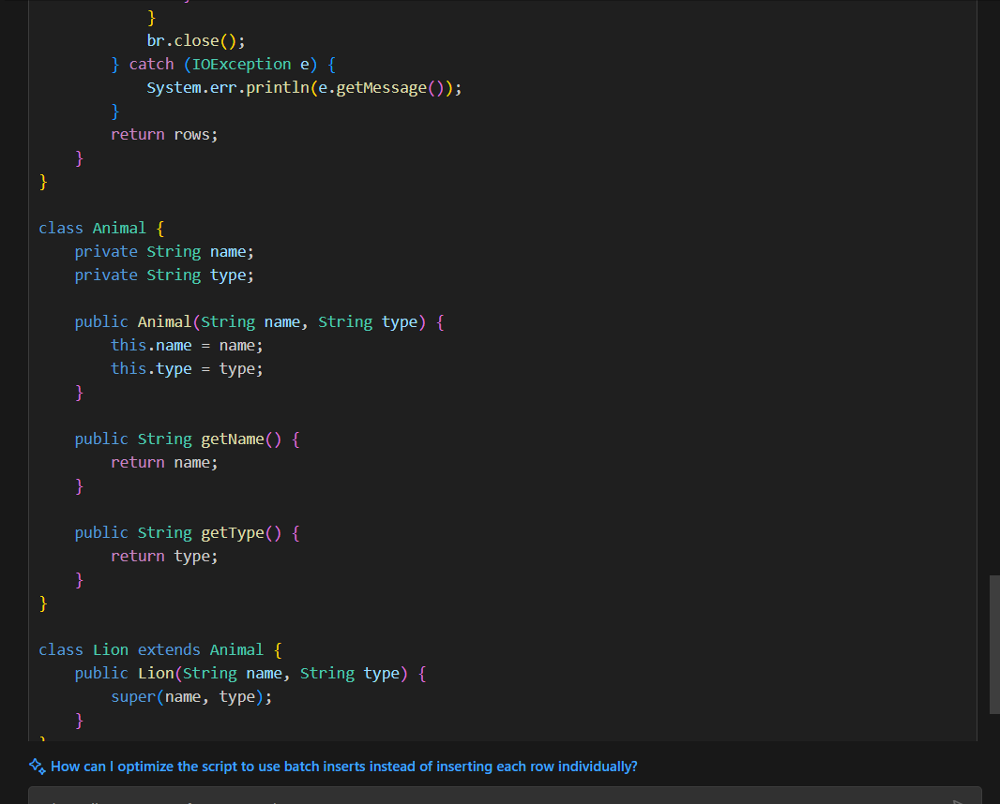 }
br.close();
} catch (IOException e) {
System.err.println(e.getMessage());
}
return rows;
}
}
class Animal {
private String name;
private String type;
public Animal(String name, String type) {
this.name = name;
this.type = type;
}
public String getName() {
return name;
}
public String getType() {
return type;
}
}
class Lion extends Animal {
public Lion(String name, String type) {
super(name, type);
}
How can I optimize the script to use batch inserts instead of inserting each row individually?